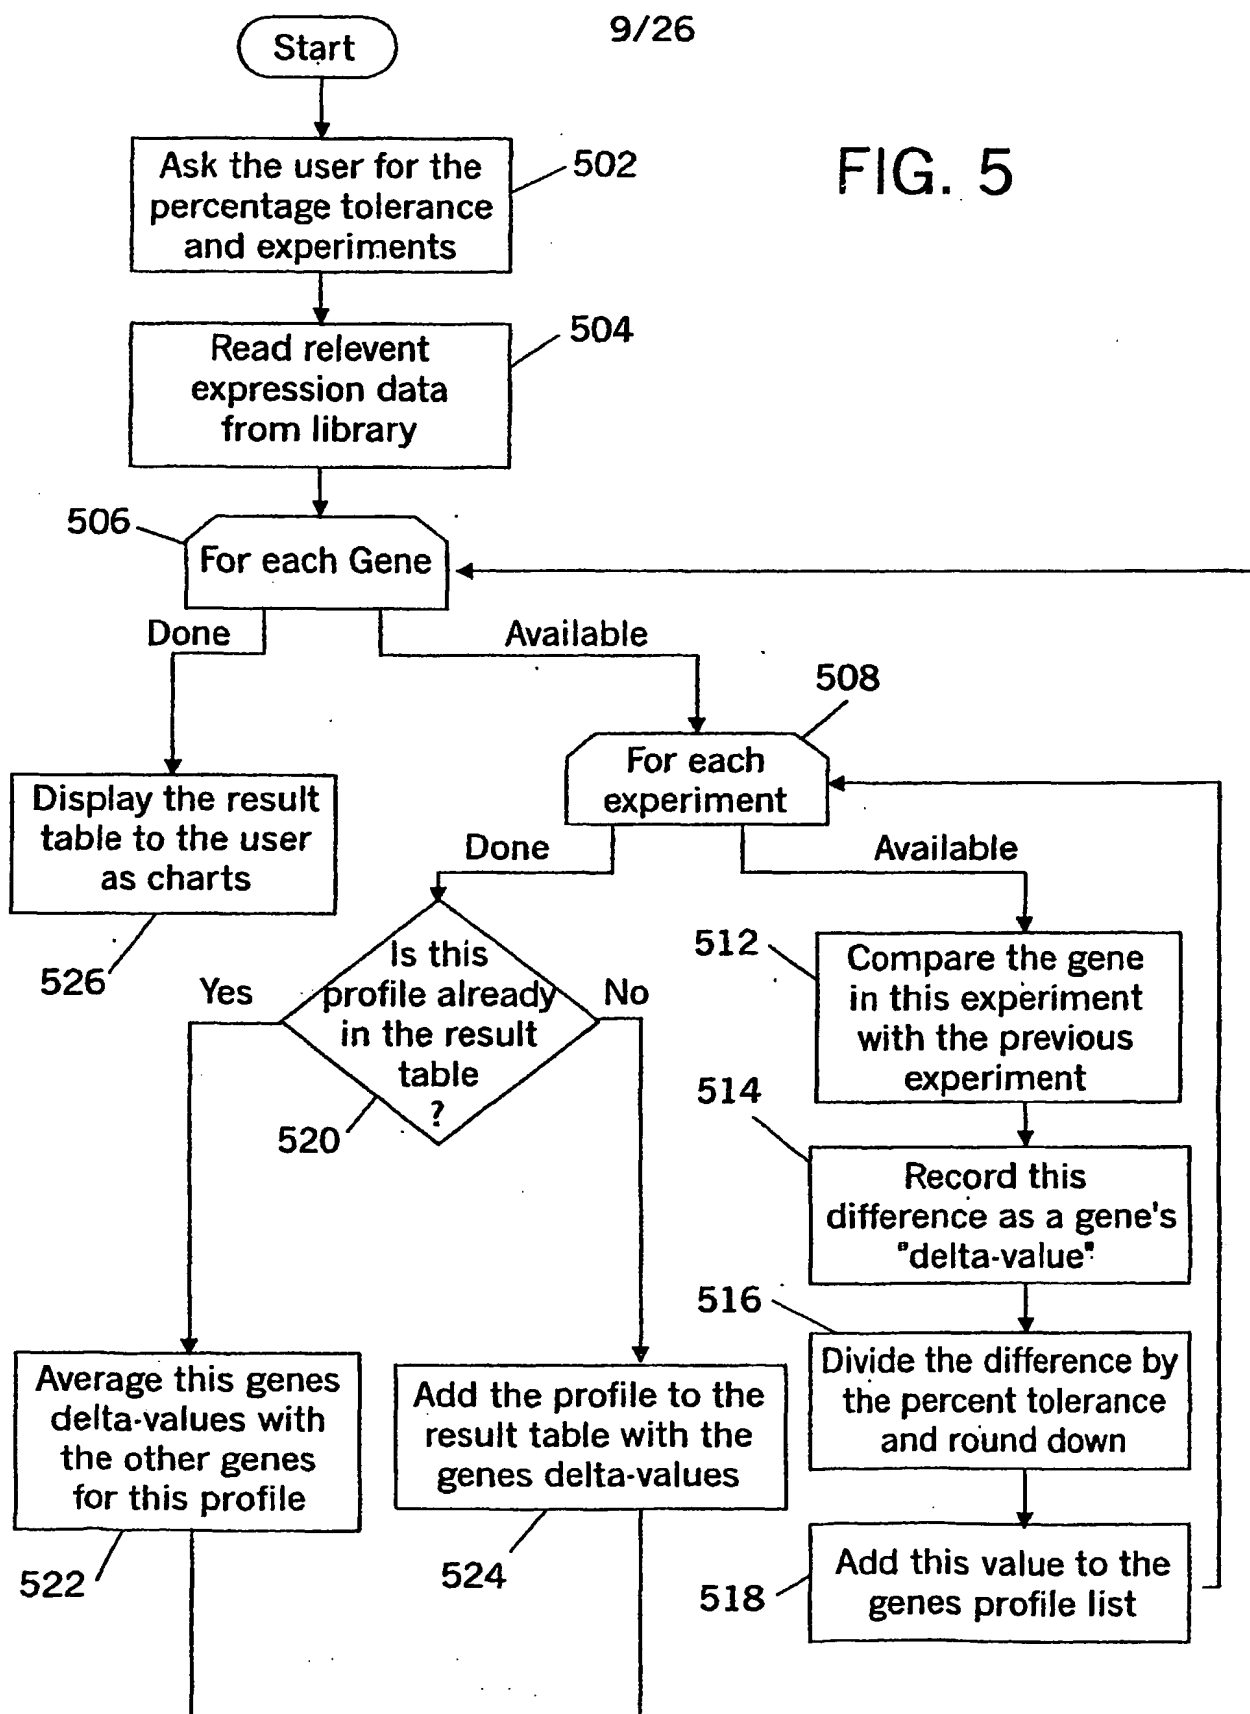 9/26
FIG. 5
Start
Ask the user for the
percentage tolerance
and experiments
502
Read relevent
expression data
from library
504
506
For each Gene
Done
Available
508
For each
experiment
Display the result
table to the user
as charts
526
Done
Available
Is this
profile already
in the result
table
?
Yes
No
520
512
Compare the gene
in this experiment
with the previous
experiment
514
Record this
difference as a gene's
"delta-value"
516
Divide the difference by
the percent tolerance
and round down
Average this genes
delta-values with
the other genes
for this profile
522
Add the profile to the
result table with the
genes delta-values
524
518
Add this value to the
genes profile list